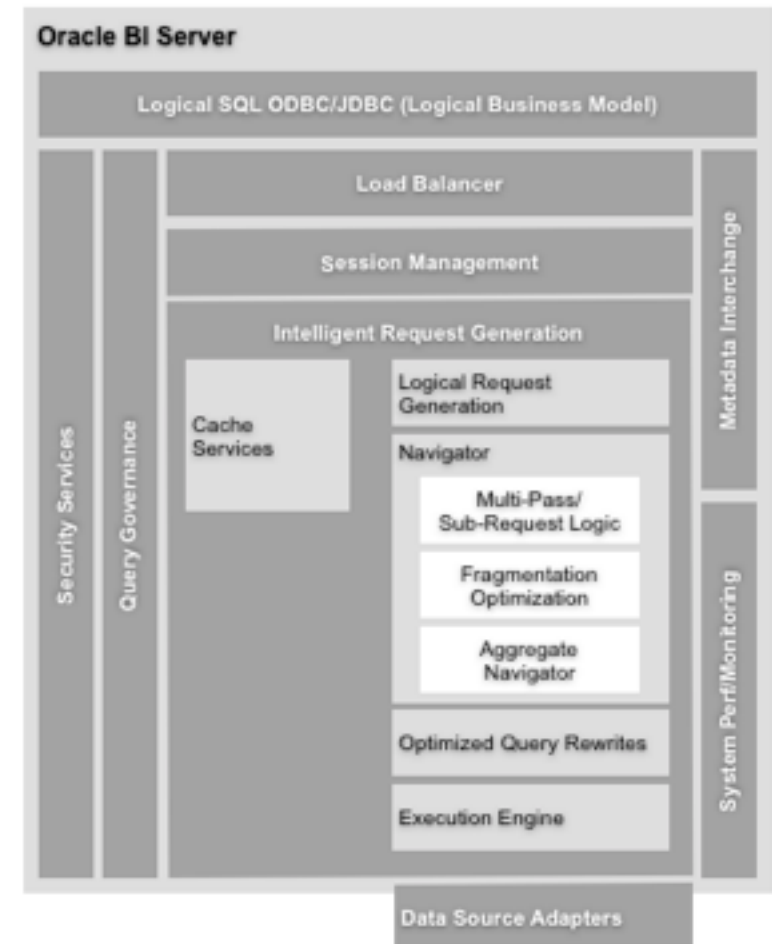 Oracle BI Server
Logical SQL ODBC/JDBC (Logical Business Model)
Security Services
Query Governance
Load Balancer
Session Management
Intelligent Request Generation
Cache
Services
Logical Request
Generation
Navigator
Multi-Pass/
Sub-Request Logic
Fragmentation
Optimization
Aggregate
Navigator
Optimized Query Rewrites
Execution Engine
Metadata Interchange
System Perf/Monitoring
Data Source Adapters